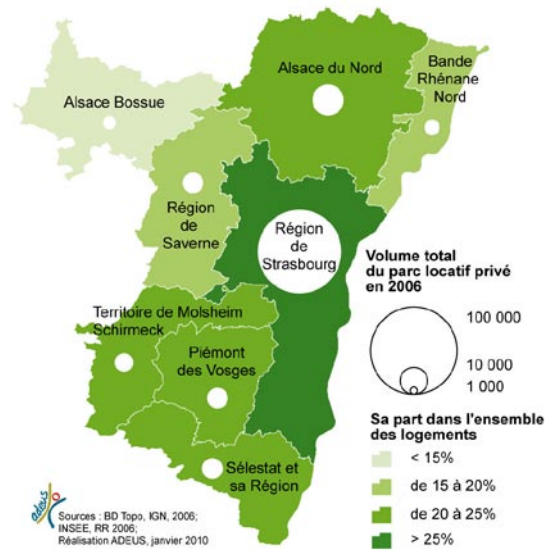 Alsace du Nord
Bande
Rhénane
Nord
Alsace Bossue
Région
de
Saverne
Région
de
Strasbourg
Territoire de Molsheim
Schirmeck
Piémont
des Vosges
Sélestat et
sa Région
Volume total
du parc locatif privé
en 2006
100 000
10 000
1 000
Sa part dans l'ensemble
des logements
< 15%
de 15 à 20%
de 20 à 25%
> 25%
adeus
Sources : BD Topo, IGN, 2006;
INSEE, RR 2006;
Réalisation ADEUS, janvier 2010